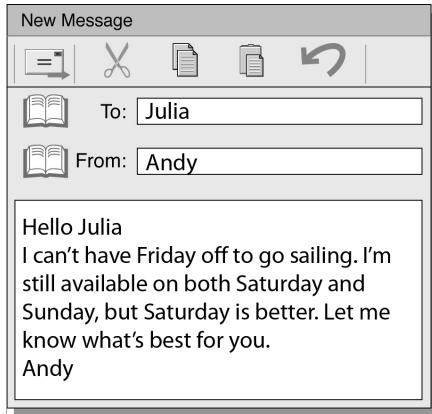 New Message
To: Julia
From: Andy
Hello Julia
I can't have Friday off to go sailing. I'm
still available on both Saturday and
Sunday, but Saturday is better. Let me
know what's best for you.
Andy